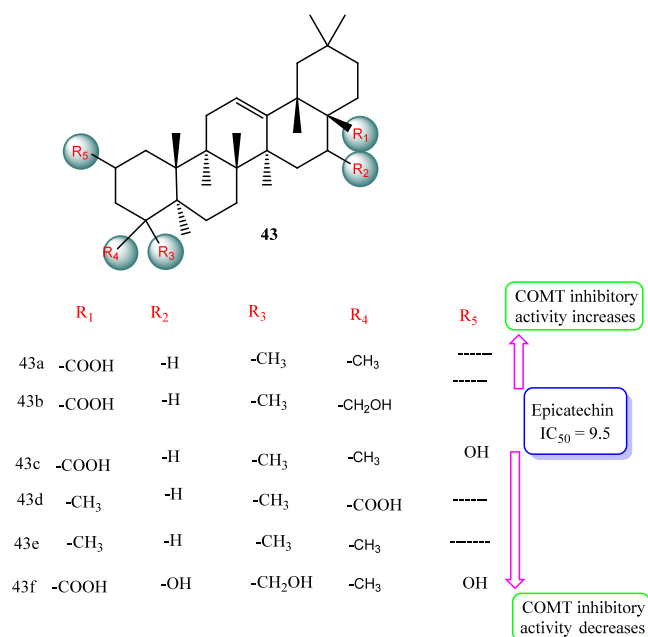 R1
R5
R2
R4 R3
43
R1 R2 R3 R4 R5
COMT inhibitory
activity increases
43a -COOH -H -CH3 -CH3 -----
43b -COOH -H -CH3 -CH2OH -----
Epicatechin
IC50 = 9.5
43c -COOH -H -CH3 -CH3 OH
43d -CH3 -H -CH3 -COOH -----
43e -CH3 -H -CH3 -CH3 ------
43f -COOH -OH -CH2OH -CH3 OH
COMT inhibitory
activity decreases